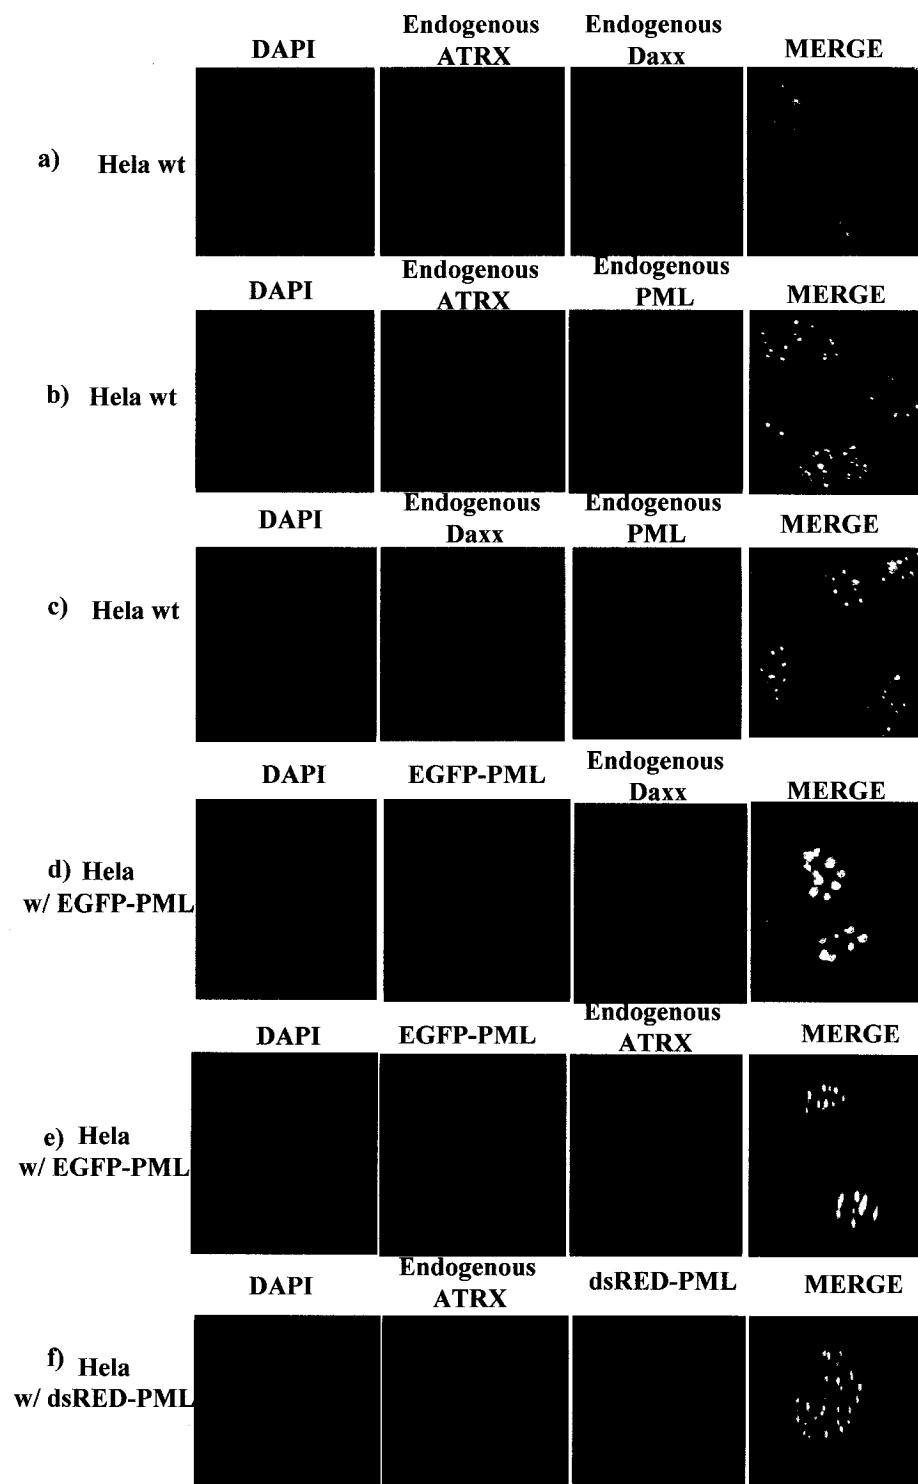 DAPI Endogenous ATRX Endogenous Daxx MERGE
a) Hela wt
DAPI Endogenous ATRX Endogenous PML MERGE
b) Hela wt
DAPI Endogenous Daxx Endogenous PML MERGE
c) Hela wt
DAPI EGFP-PML Endogenous Daxx MERGE
d) Hela
w/ EGFP-PML
DAPI EGFP-PML Endogenous ATRX MERGE
e) Hela
w/ EGFP-PML
DAPI Endogenous ATRX dsRED-PML MERGE
f) Hela
w/ dsRED-PML